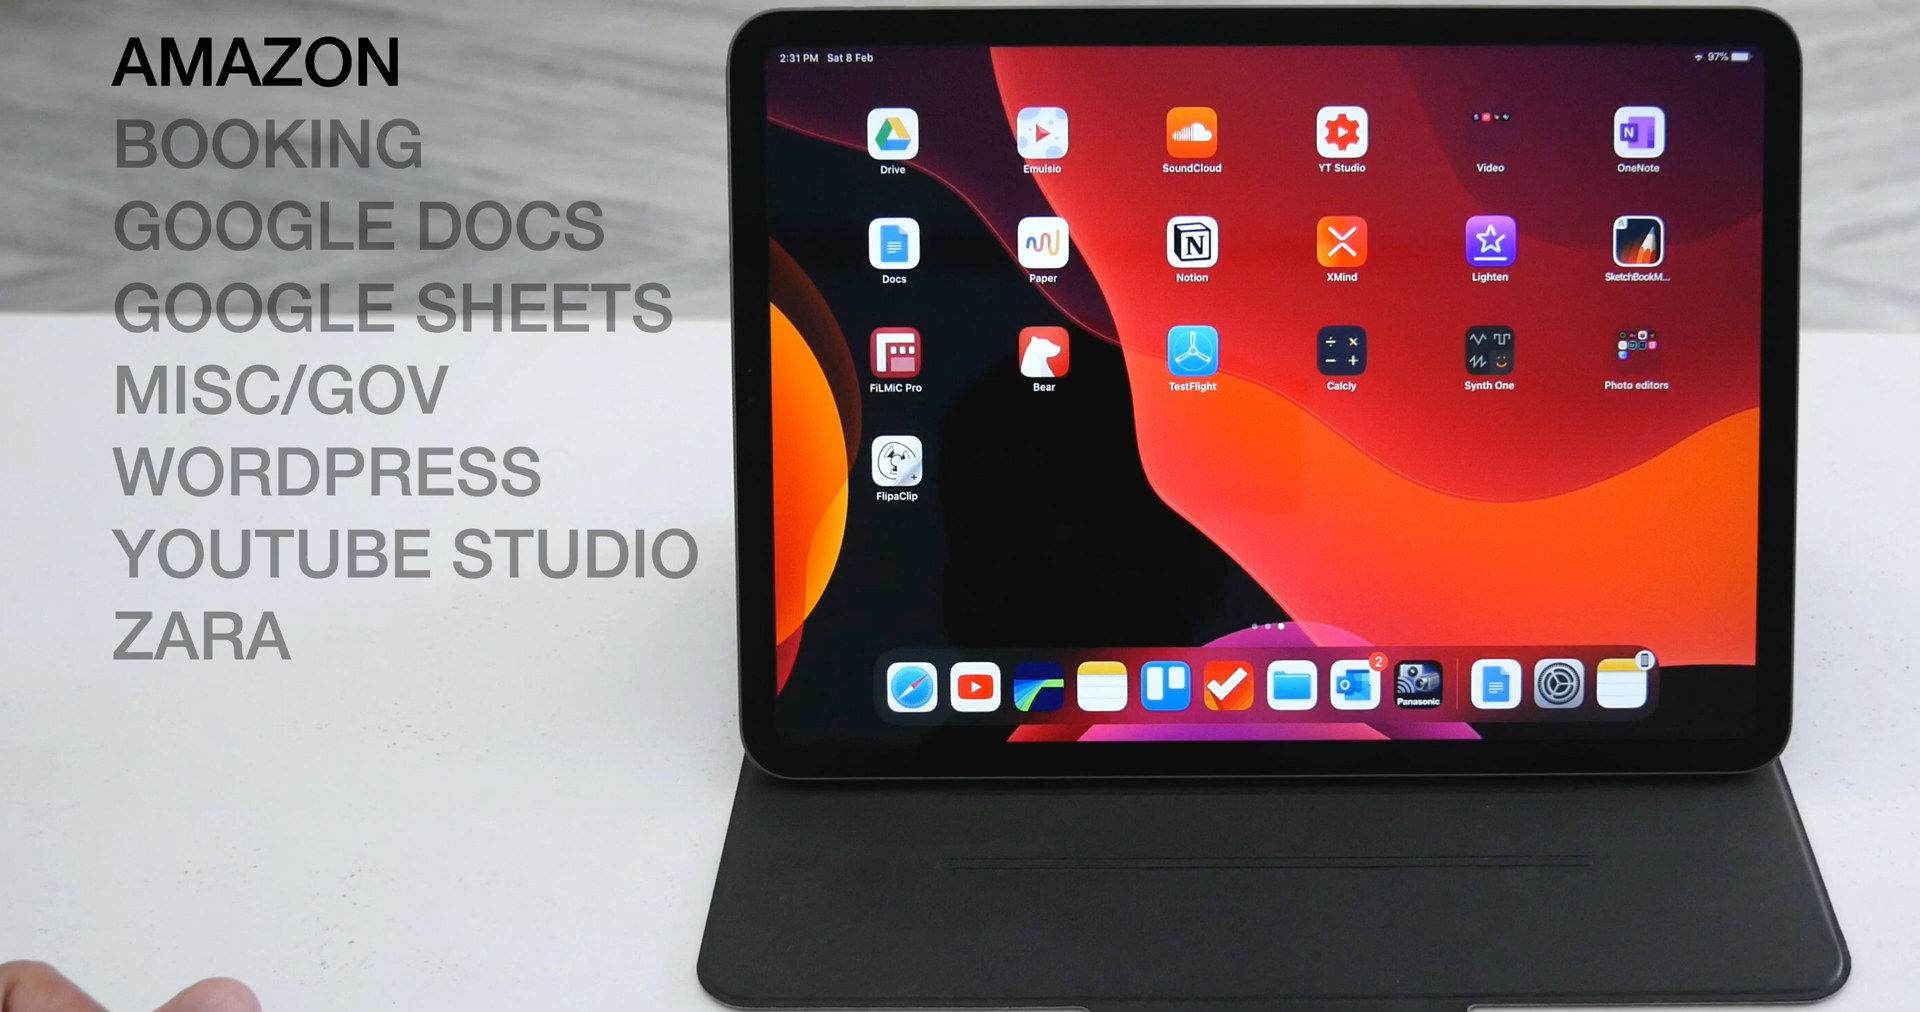 AMAZON
BOOKING
GOOGLE DOCS
GOOGLE SHEETS
MISC/GOV
WORDPRESS
YOUTUBE STUDIO
ZARA
2:31 PM Sat 8 Feb
97%
Drive
Emulsio
SoundCloud
YT Studio
Video
N
OneNote
Docs
Paper
N
Notion
XMind
Lighten
SketchBookM...
FiLMiC Pro
Bear
TestFlight
Calcly
Synth One
Photo editors
FlipaClip
2
Panasonic